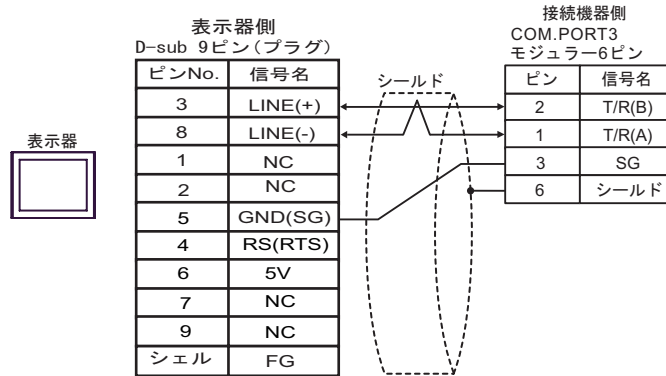 表示器側
D-sub 9ピン(プラグ)
ピンNo. 信号名
3 LINE(+)
8 LINE(-)
1 NC
2 NC
5 GND(SG)
4 RS(RTS)
6 5V
7 NC
9 NC
シェル FG
表示器
シールド
接続機器側
COM.PORT3
モジュラー6ピン
ピン 信号名
2 T/R(B)
1 T/R(A)
3 SG
6 シールド